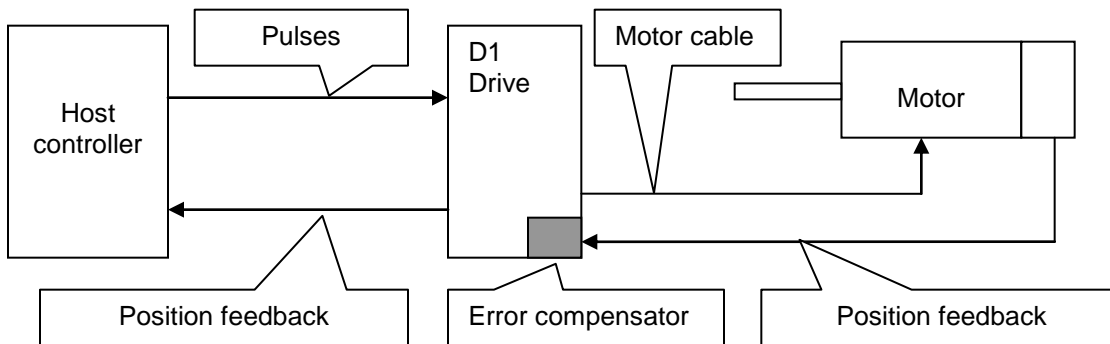 Pulses
D1
Drive
Motor cable
Host
controller
Motor
Position feedback
Error compensator
Position feedback